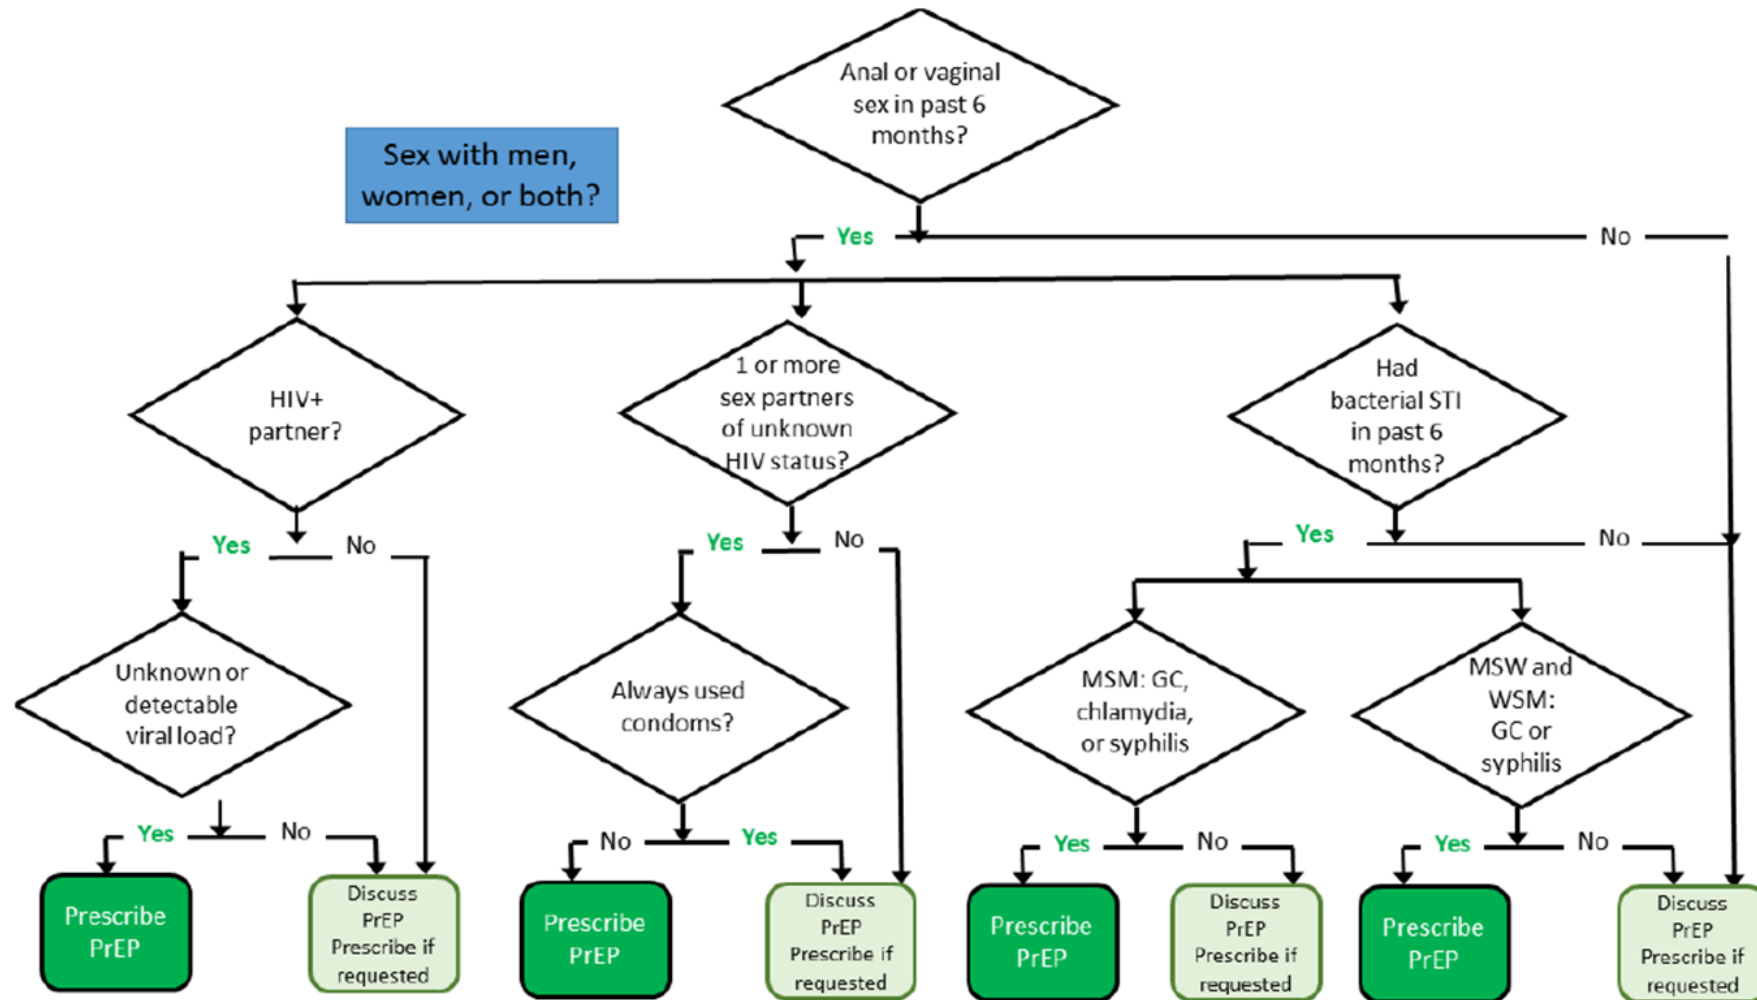 Anal or vaginal
sex in past 6
months?
Sex with men,
women, or both?
Yes
No
HIV+
partner?
1 or more
sex partners
of unknown
HIV status?
Had
bacterial STI
in past 6
months?
Yes
No
Yes
No
Yes
No
Unknown or
detectable
viral load?
Always used
condoms?
MSM: GC,
chlamydia,
or syphilis
MSW and
WSM:
GC or
syphilis
Yes
No
No
Yes
Yes
No
Yes
No
Prescribe
PrEP
Discuss
PrEP
Prescribe if
requested
Prescribe
PrEP
Discuss
PrEP
Prescribe if
requested
Prescribe
PrEP
Discuss
PrEP
Prescribe if
requested
Prescribe
PrEP
Discuss
PrEP
Prescribe if
requested